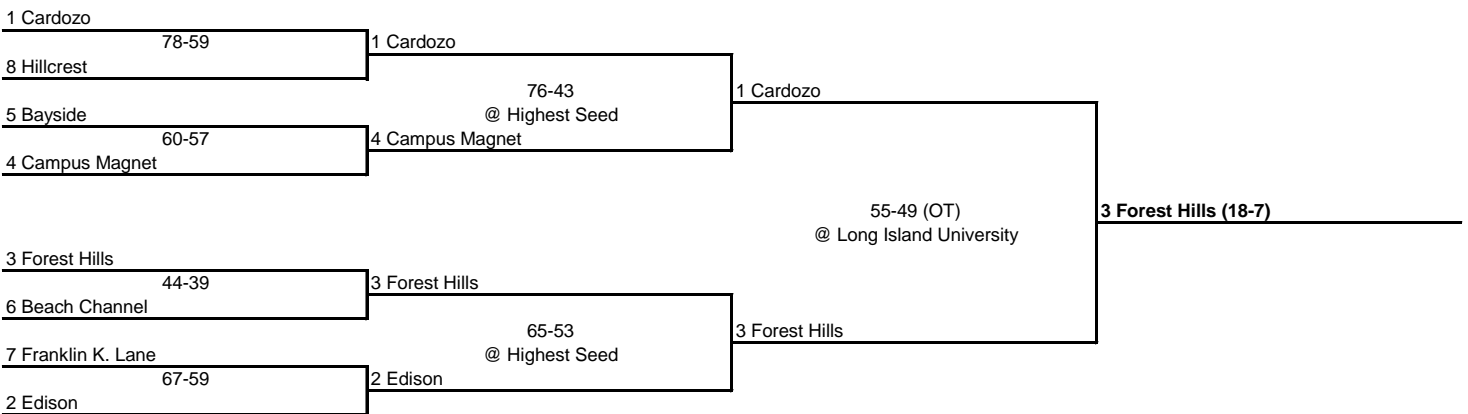 1 Cardozo
78-59
1 Cardozo
8 Hillcrest
76-43
1 Cardozo
@ Highest Seed
5 Bayside
60-57
4 Campus Magnet
4 Campus Magnet
55-49 (OT)
3 Forest Hills (18-7)
@ Long Island University
3 Forest Hills
44-39
3 Forest Hills
6 Beach Channel
65-53
3 Forest Hills
@ Highest Seed
7 Franklin K. Lane
67-59
2 Edison
2 Edison